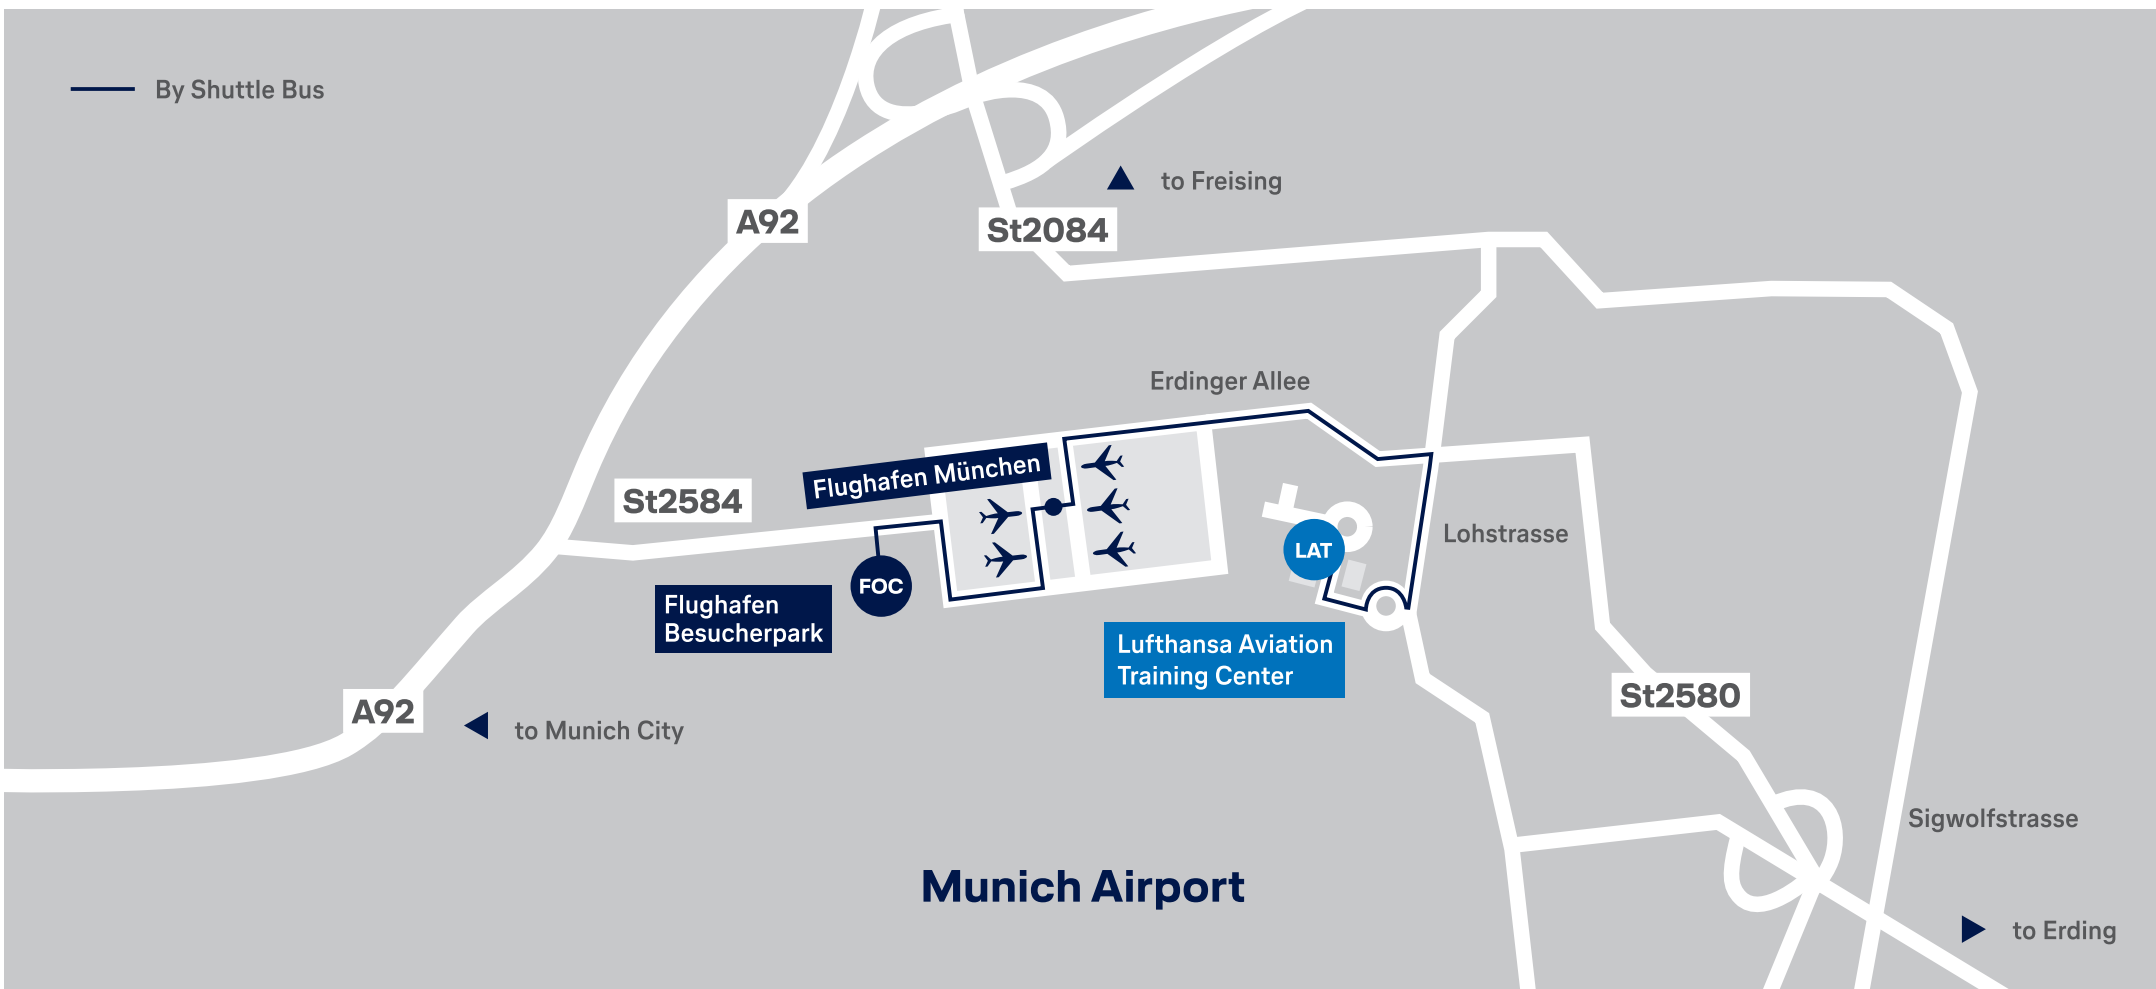 By Shuttle Bus
to Freising
A92
St2084
Erdinger Allee
Flughafen München
St2584
Lohstrasse
LAT
FOC
Flughafen
Besucherpark
Lufthansa Aviation
Training Center
St2580
A92
to Munich City
Sigwolfstrasse
Munich Airport
to Erding